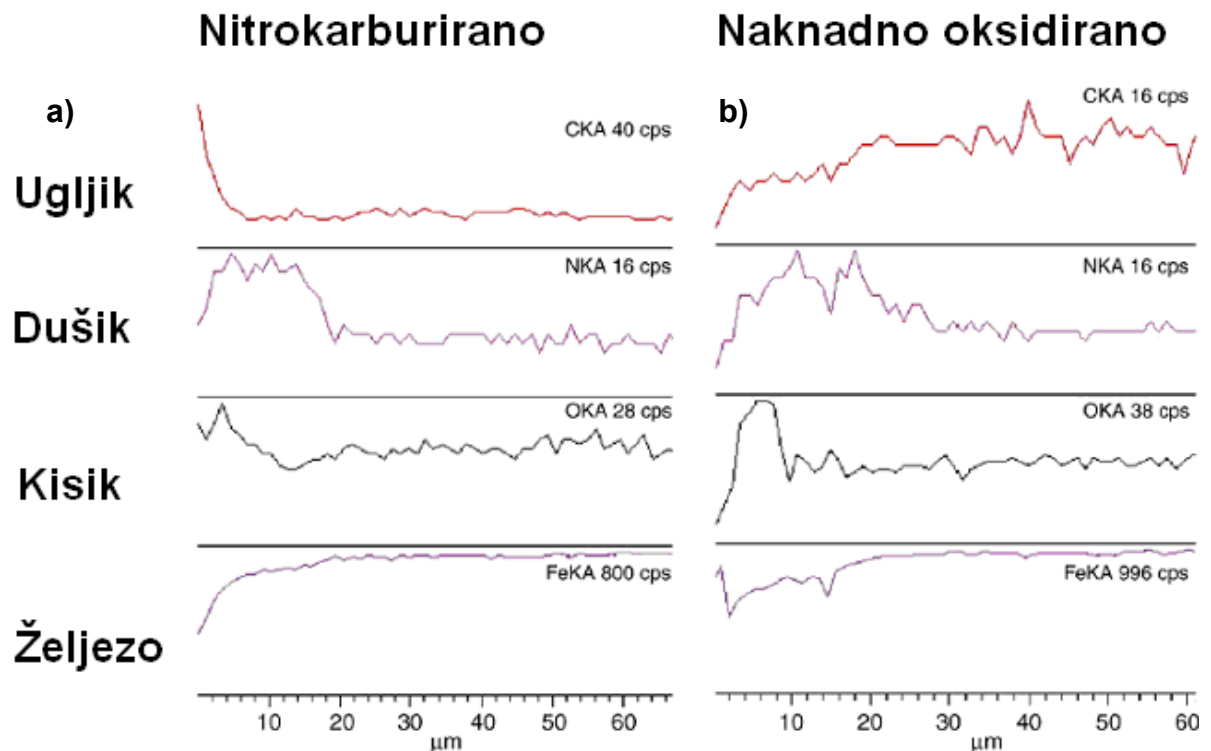 Nitrokarburirano
Naknadno oksidirano
a)
CKA 40 cps
b)
CKA 16 cps
Ugljik
NKA 16 cps
NKA 16 cps
Dušik
OKA 28 cps
OKA 38 cps
Kisik
FeKA 800 cps
FeKA 996 cps
Željezo
10 20 30 40 50 60
µm
10 20 30 40 50 60
µm